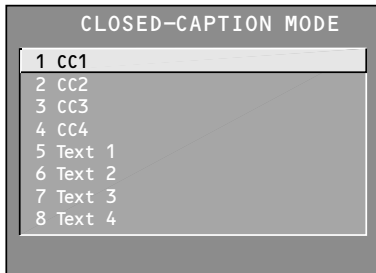 CLOSED-CAPTION MODE
1 CC1
2 CC2
3 CC3
4 CC4
5 Text 1
6 Text 2
7 Text 3
8 Text 4